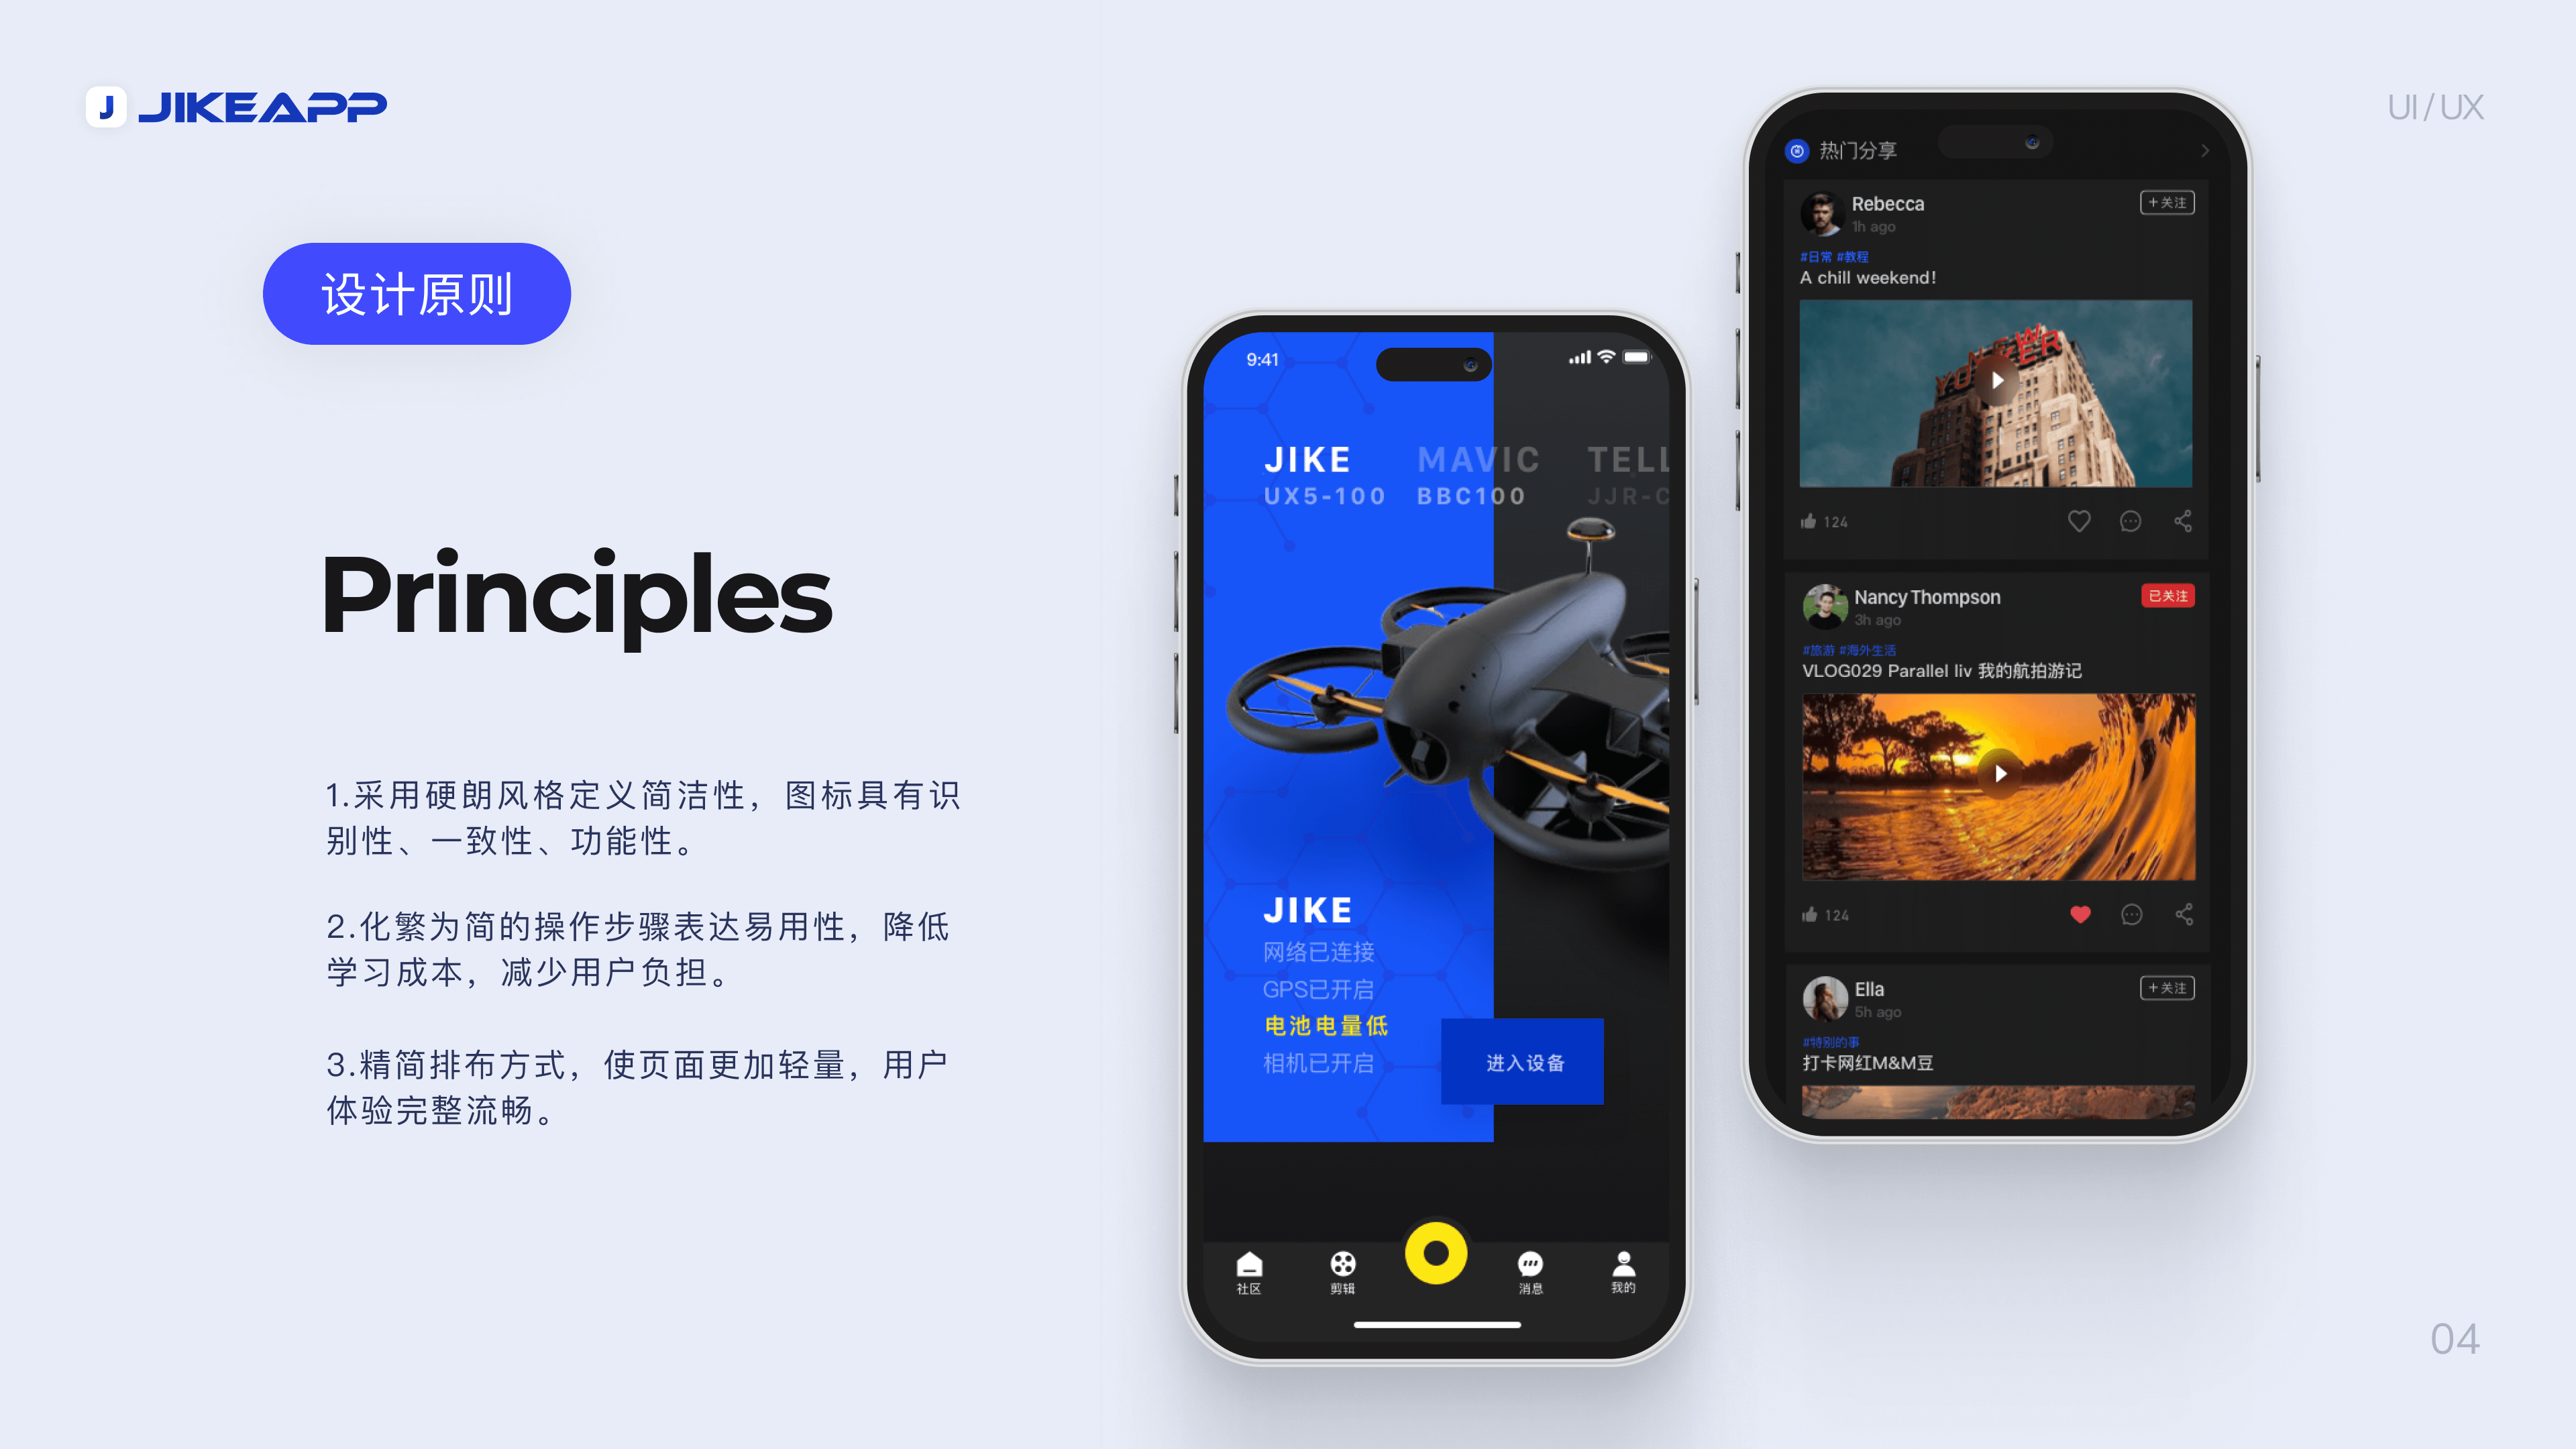 J JIKEAPP
UI/UX
设计原则
Principles
1.采用硬朗风格定义简洁性，图标具有识
别性、一致性、功能性。
2.化繁为简的操作步骤表达易用性，降低
学习成本，减少用户负担。
3.精简排布方式，使页面更加轻量，用户
体验完整流畅。
9:41
JIKE MAVIC TELL
UX5-100 BBC100 JJR-C
JIKE
网络已连接
GPS已开启
电池电量低
相机已开启
进入设备
社区 剪辑 消息 我的
热门分享
Rebecca
+关注
1h ago
#日常 #教程
A chill weekend!
NEW
YORKER
124
Nancy Thompson
已关注
3h ago
#旅游 #海外生活
VLOG029 Parallel liv 我的航拍游记
124
Ella
+关注
5h ago
#特别的事
打卡网红M&M豆
04